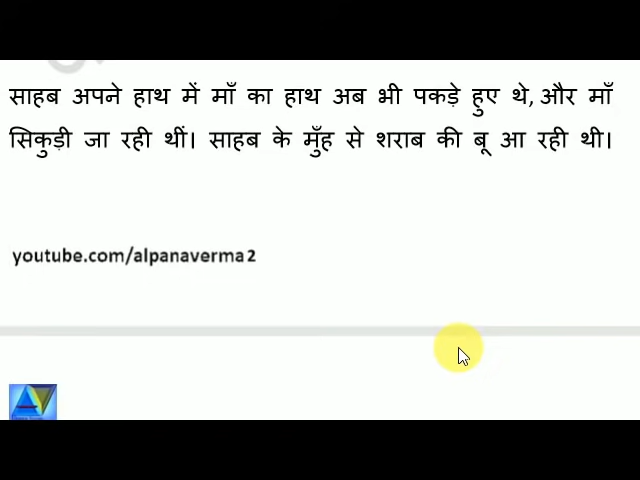 साहब अपने हाथ में माँ का हाथ अब भी पकड़े हुए थे, और माँ
सिकुड़ी जा रही थीं। साहब के मुँह से शराब की बू आ रही थी।
youtube.com/alpanaverma2